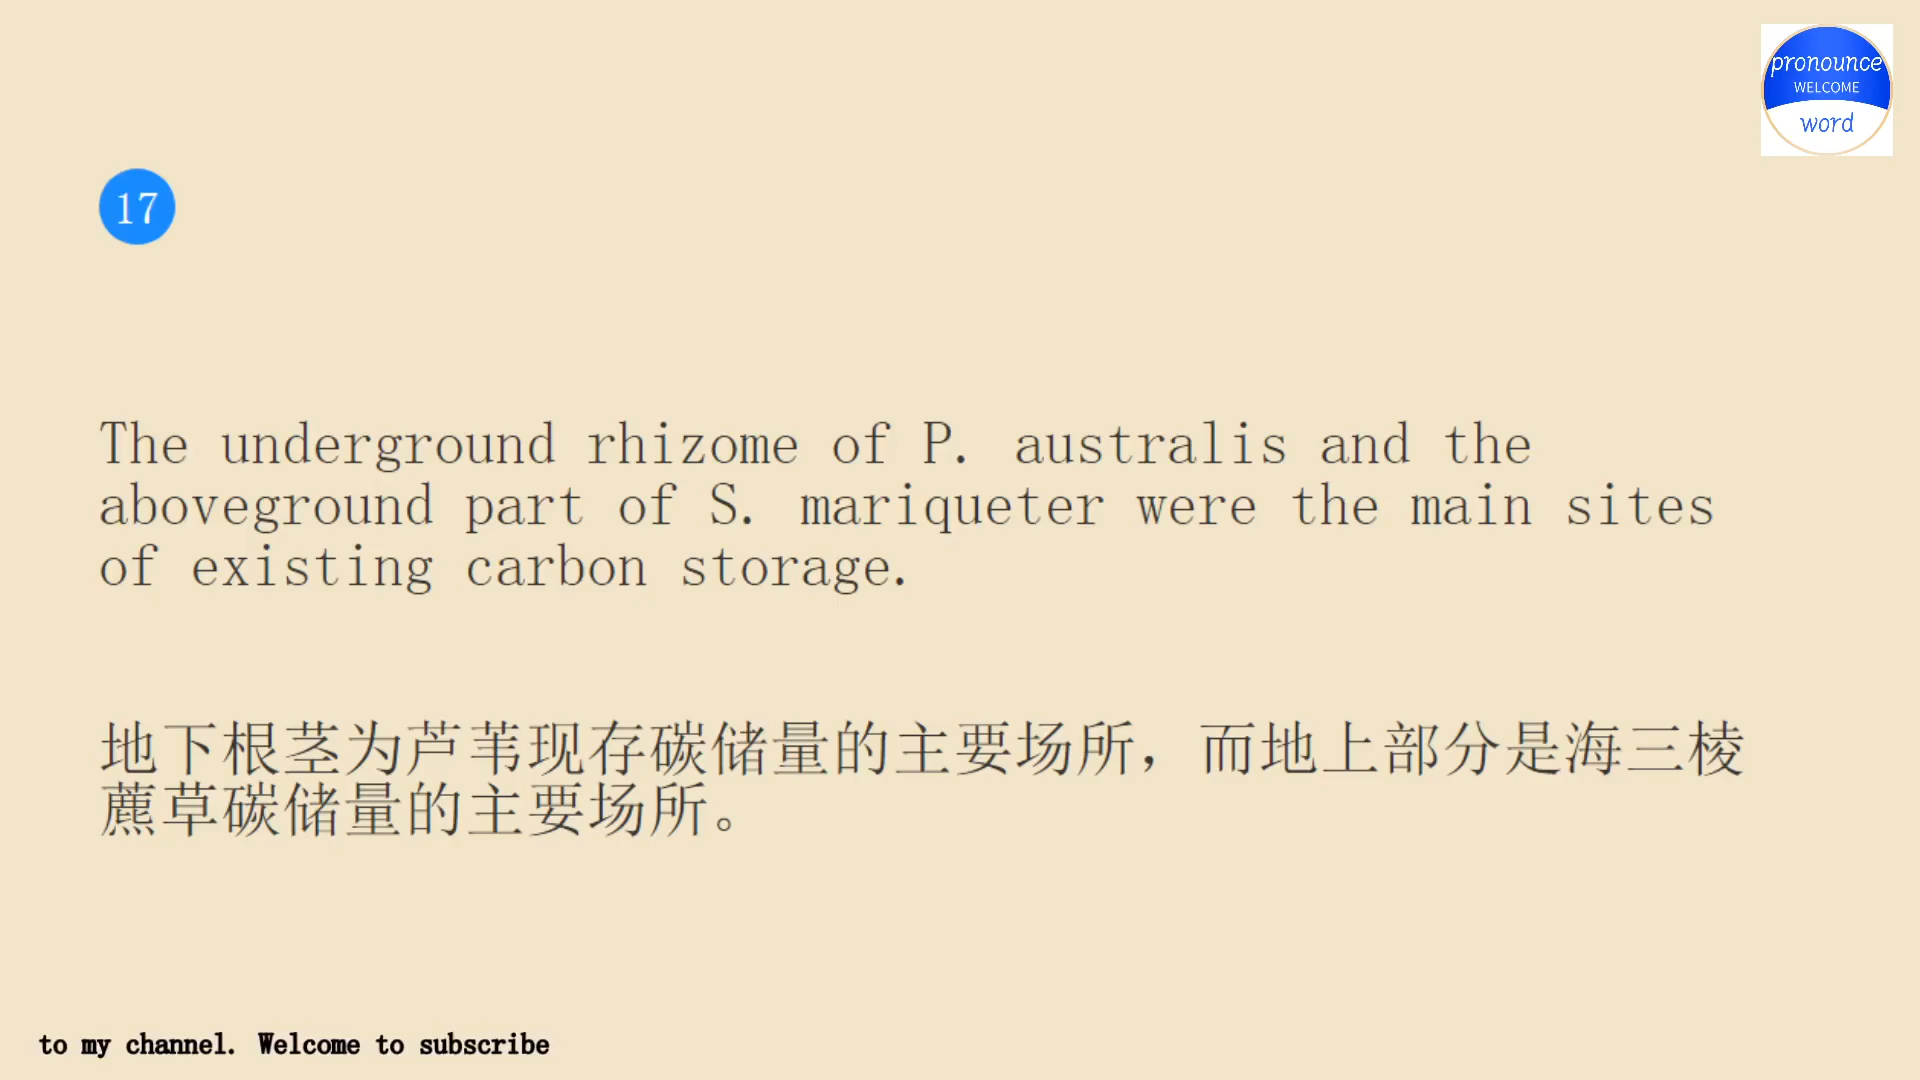 pronounce
WELCOME
word
17
The underground rhizome of P. australis and the
aboveground part of S. mariqueter were the main sites
of existing carbon storage.
地下根茎为芦苇现存碳储量的主要场所，而地上部分是海三棱
藨草碳储量的主要场所。
to my channel. Welcome to subscribe